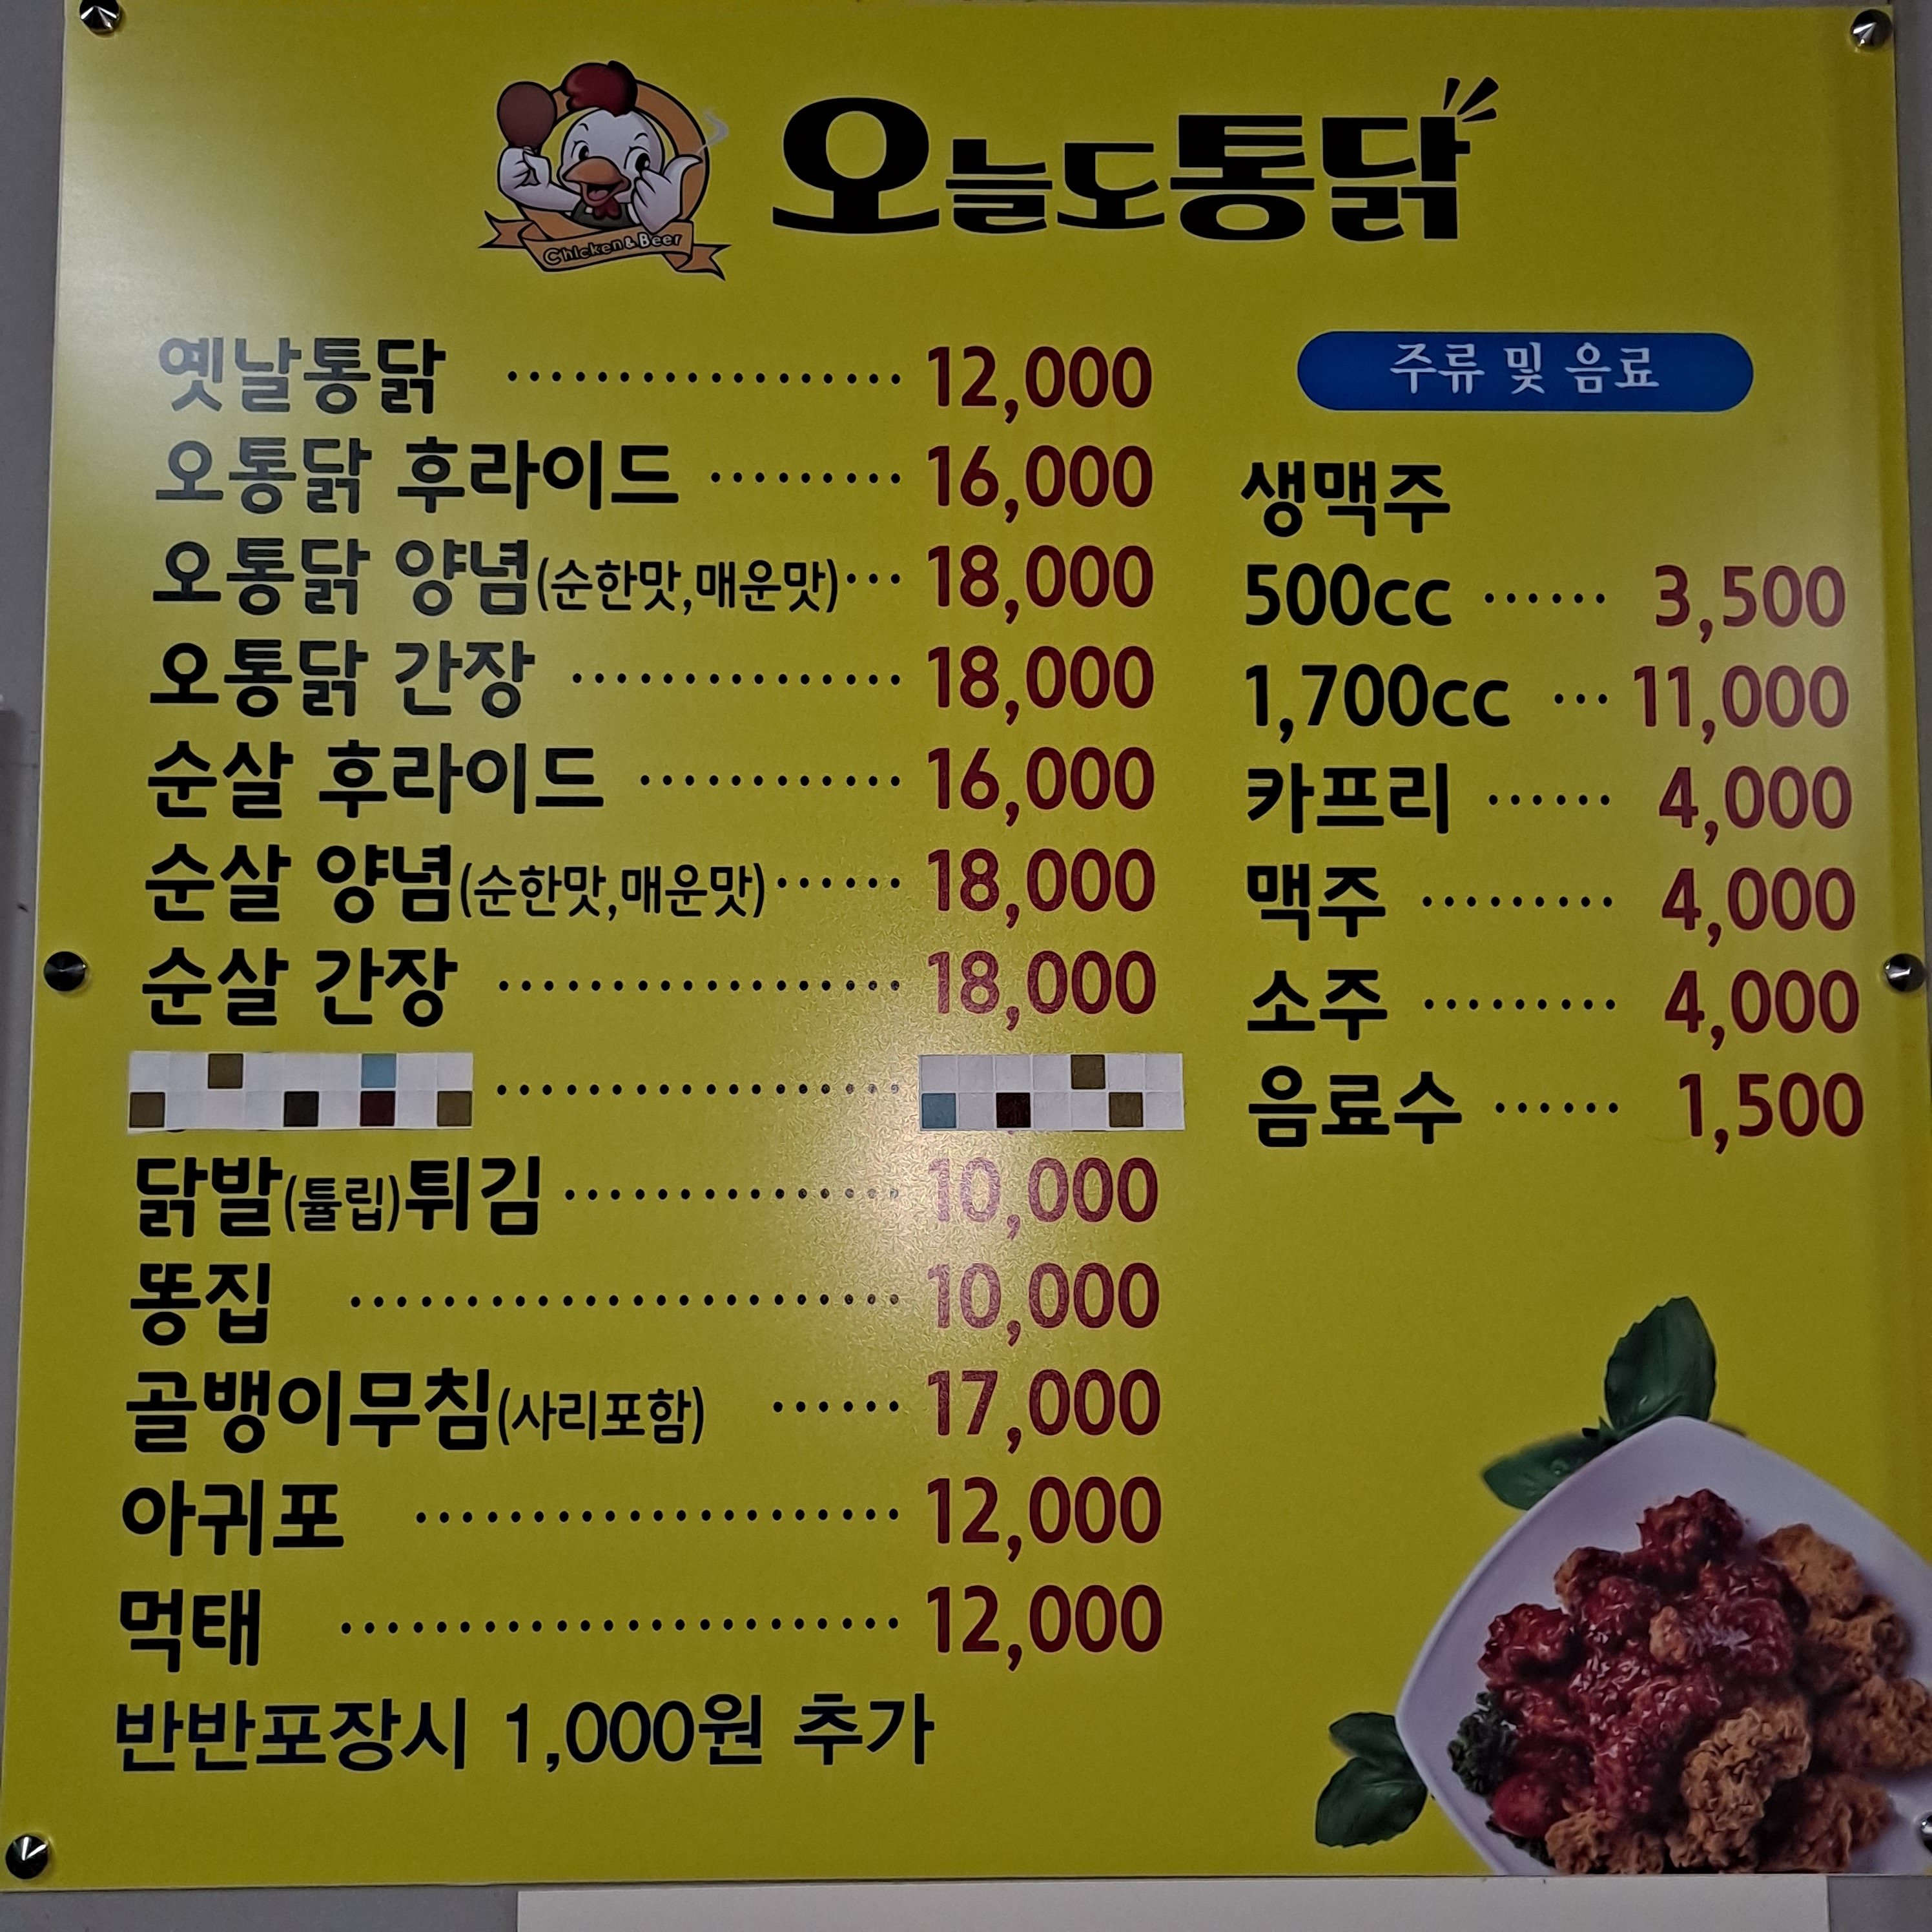 Chicken & Beer
오늘도통닭
옛날통닭 ·················· 12,000
오통닭 후라이드 ········· 16,000
오통닭 양념(순한맛,매운맛)··· 18,000
오통닭 간장 ··············· 18,000
순살 후라이드 ············ 16,000
순살 양념(순한맛,매운맛)······ 18,000
순살 간장 ·················· 18,000
닭발(튤립)튀김 ··············· 10,000
똥집 ························ 10,000
골뱅이무침(사리포함) ······ 17,000
아귀포 ····················· 12,000
먹태 ························ 12,000
반반포장시 1,000원 추가
주류 및 음료
생맥주
500cc ······ 3,500
1,700cc ··· 11,000
카프리 ······ 4,000
맥주 ········· 4,000
소주 ········· 4,000
음료수 ······ 1,500